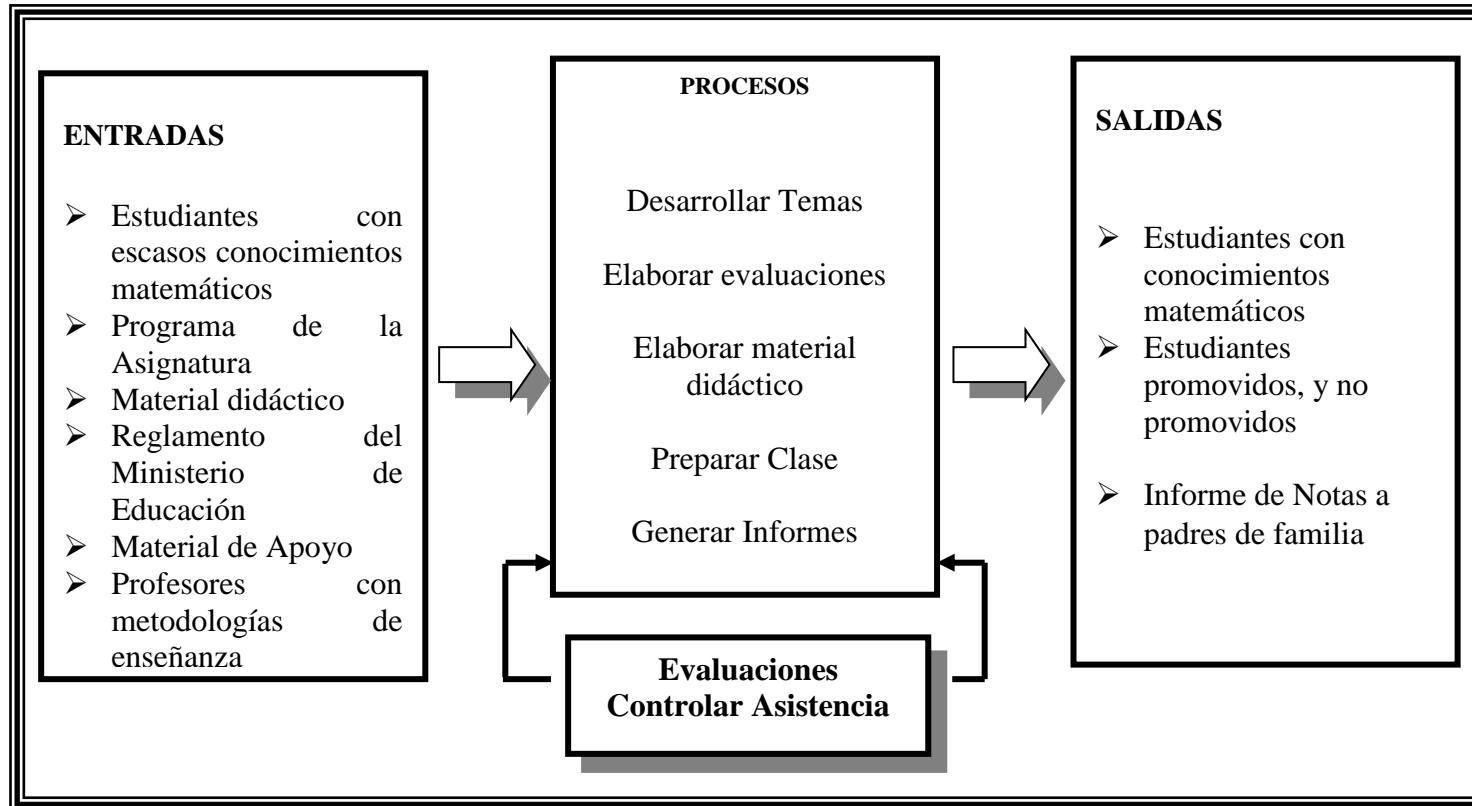 ENTRADAS
➢ Estudiantes con
escasos conocimientos
matemáticos
➢ Programa de la
Asignatura
➢ Material didáctico
➢ Reglamento del
Ministerio de
Educación
➢ Material de Apoyo
➢ Profesores con
metodologías de
enseñanza
PROCESOS
Desarrollar Temas
Elaborar evaluaciones
Elaborar material
didáctico
Preparar Clase
Generar Informes
Evaluaciones
Controlar Asistencia
SALIDAS
➢ Estudiantes con
conocimientos
matemáticos
➢ Estudiantes
promovidos, y no
promovidos
➢ Informe de Notas a
padres de familia